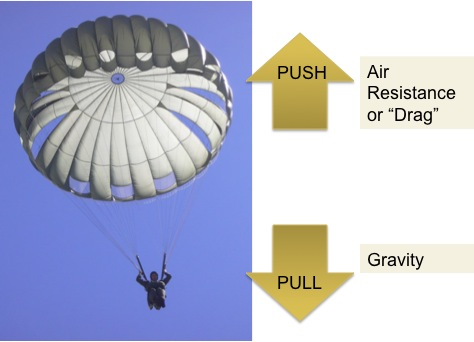 PUSH
Air
Resistance
or “Drag”
PULL
Gravity